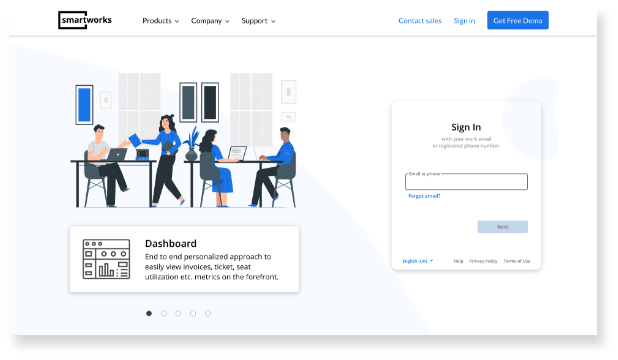 smartworks
Products
Company
Support
Contact sales
Sign in
Get Free Demo
Sign In
with your work email
or registered phone number.
Email or phone
Forgot email?
Next
English (UK)
Help
Privacy Policy
Terms of Use
Dashboard
End to end personalized approach to
easily view invoices, ticket, seat
utilization etc. metrics on the forefront.